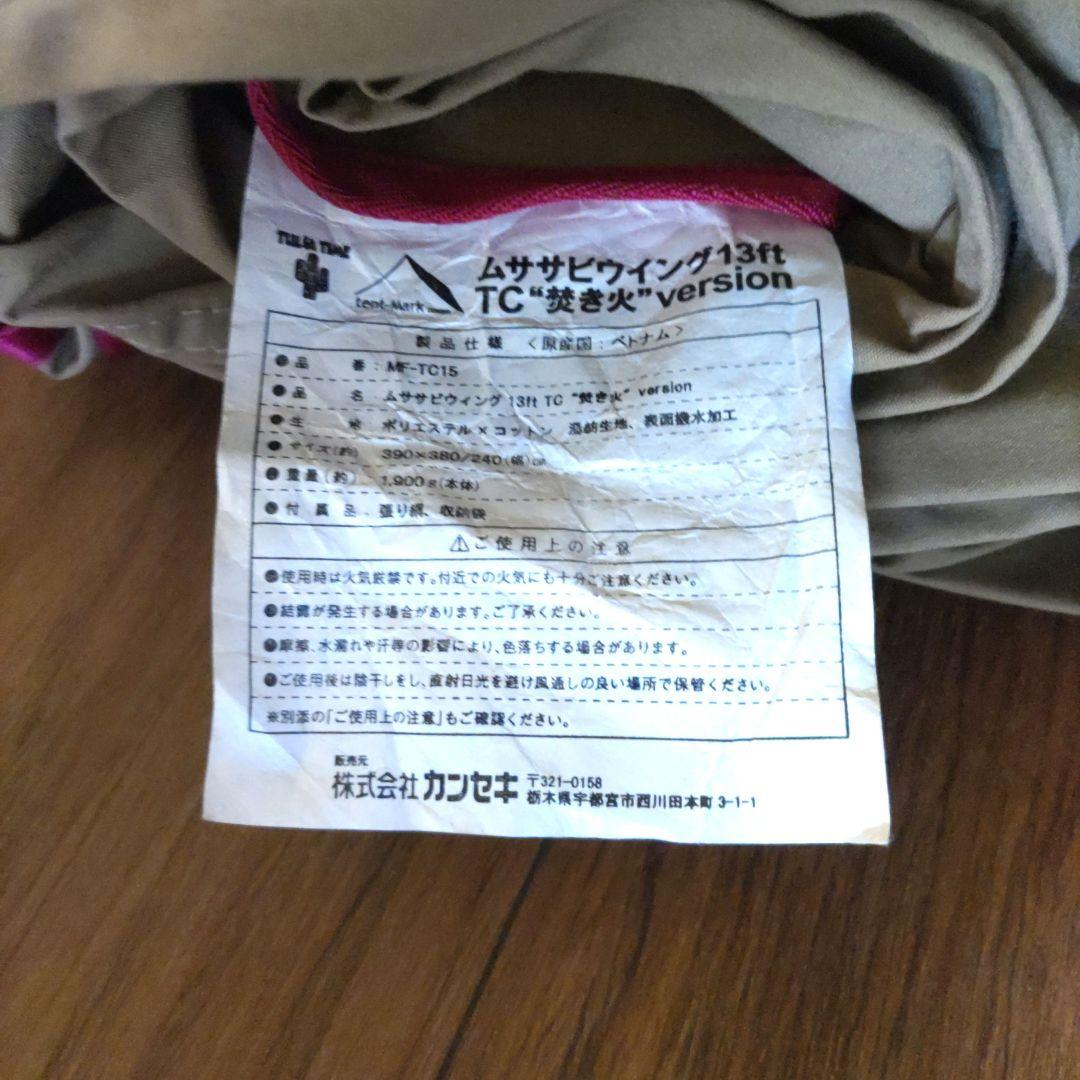 TULSA TIME
tent-Mark
ムササビウイング13ft
TC“焚き火”version
製品仕様 〈原産国：ベトナム〉
●品 番：MF-TC15
●品 名 ムササビウィング 13ft TC “焚き火” version
●生 地 ポリエステル×コットン 混紡生地、表面撥水加工
●サイズ(約) 390×380/240(幅)cm
●重量(約) 1,900g(本体)
●付属品．張り綱、収納袋
⚠ご使用上の注意
●使用時は火気厳禁です。付近での火気にも十分ご注意ください。
●結露が発生する場合があります。ご了承ください。
●摩擦、水濡れや汗等の影響により、色落ちする場合があります。
●ご使用後は陰干しをし、直射日光を避け風通しの良い場所で保管ください。
※別添の「ご使用上の注意」もご確認ください。
販売元
株式会社 カンセキ 〒321-0158
栃木県宇都宮市西川田本町 3-1-1